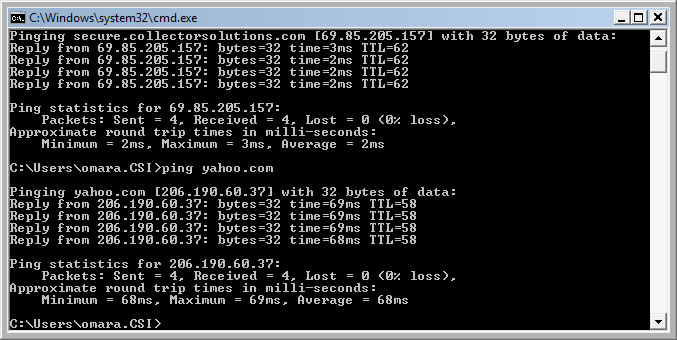 C:\Windows\system32\cmd.exe
Pinging secure.collectorsolutions.com [69.85.205.157] with 32 bytes of data:
Reply from 69.85.205.157: bytes=32 time=3ms TTL=62
Reply from 69.85.205.157: bytes=32 time=2ms TTL=62
Reply from 69.85.205.157: bytes=32 time=2ms TTL=62
Reply from 69.85.205.157: bytes=32 time=2ms TTL=62
Ping statistics for 69.85.205.157:
Packets: Sent = 4, Received = 4, Lost = 0 (0% loss),
Approximate round trip times in milli-seconds:
Minimum = 2ms, Maximum = 3ms, Average = 2ms
C:\Users\omara.CSI>ping yahoo.com
Pinging yahoo.com [206.190.60.37] with 32 bytes of data:
Reply from 206.190.60.37: bytes=32 time=69ms TTL=58
Reply from 206.190.60.37: bytes=32 time=69ms TTL=58
Reply from 206.190.60.37: bytes=32 time=69ms TTL=58
Reply from 206.190.60.37: bytes=32 time=68ms TTL=58
Ping statistics for 206.190.60.37:
Packets: Sent = 4, Received = 4, Lost = 0 (0% loss),
Approximate round trip times in milli-seconds:
Minimum = 68ms, Maximum = 69ms, Average = 68ms
C:\Users\omara.CSI>